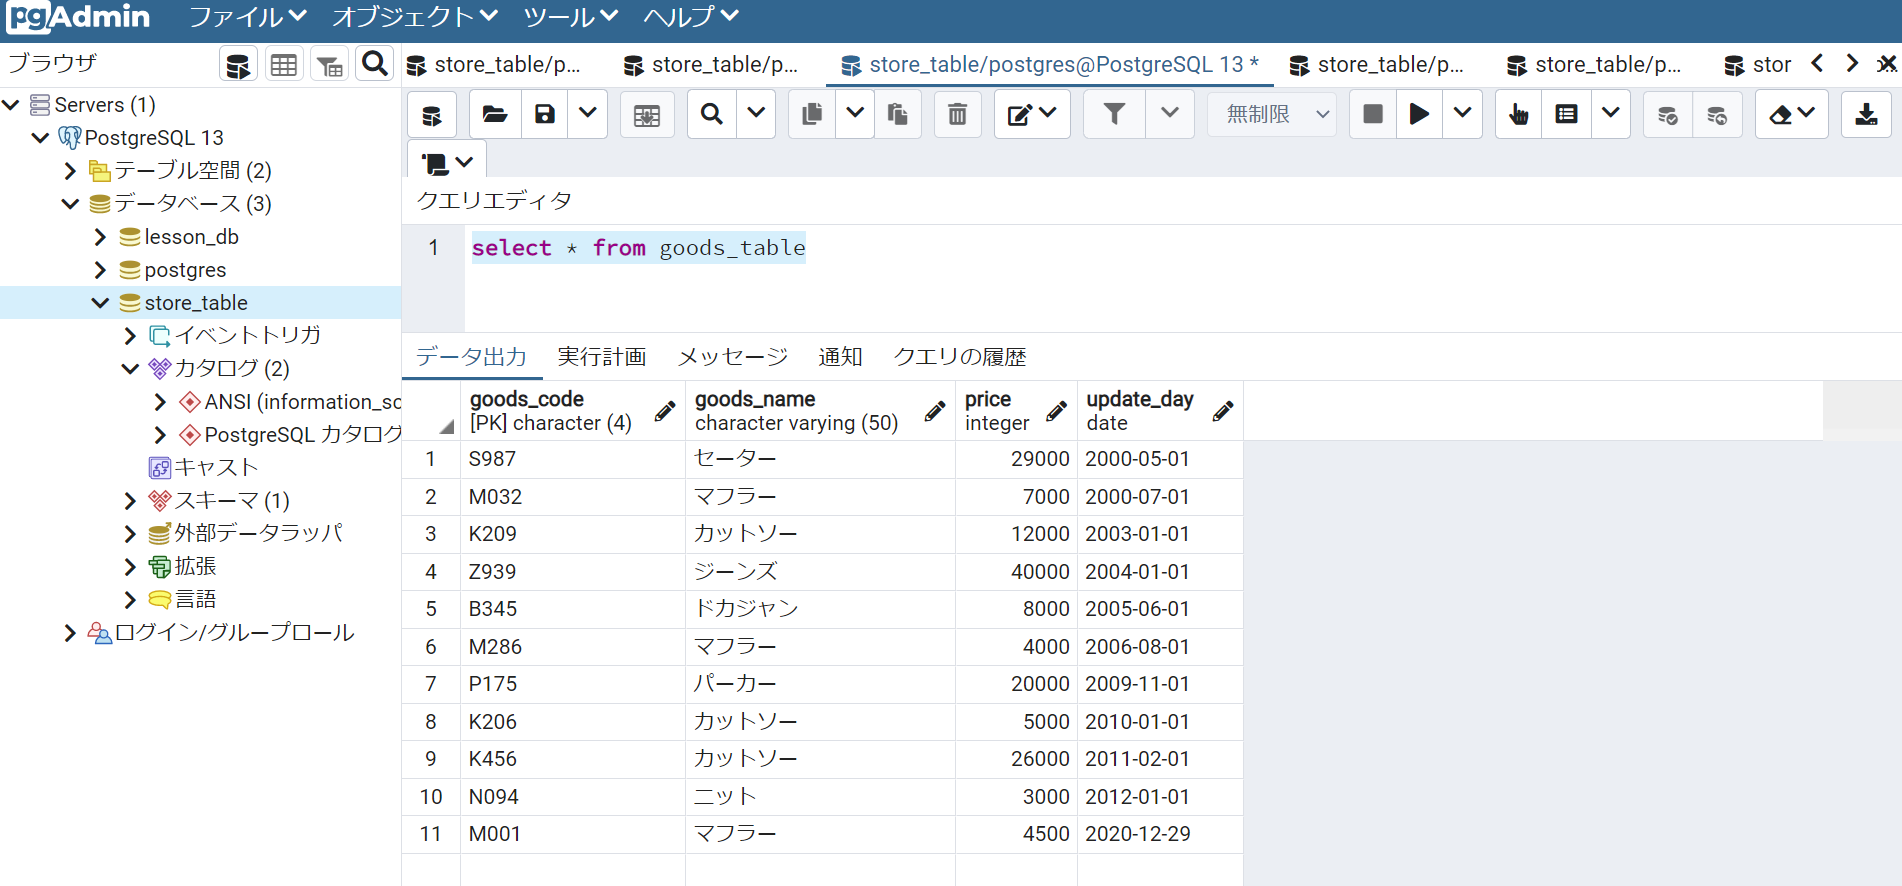 pgAdmin ファイル オブジェクト ツール ヘルプ
ブラウザ
store_table/p... store_table/p... store_table/postgres@PostgreSQL 13 * store_table/p... store_table/p... stor
Servers (1)
PostgreSQL 13
テーブル空間 (2)
データベース (3)
lesson_db
postgres
store_table
イベントトリガ
カタログ (2)
ANSI (information_sc
PostgreSQL カタログ
キャスト
スキーマ (1)
外部データラッパ
拡張
言語
ログイン/グループロール
無制限
クエリエディタ
1 select * from goods_table
データ出力 実行計画 メッセージ 通知 クエリの履歴
goods_code goods_name price update_day
[PK] character (4) character varying (50) integer date
1 S987 セーター 29000 2000-05-01
2 M032 マフラー 7000 2000-07-01
3 K209 カットソー 12000 2003-01-01
4 Z939 ジーンズ 40000 2004-01-01
5 B345 ドカジャン 8000 2005-06-01
6 M286 マフラー 4000 2006-08-01
7 P175 パーカー 20000 2009-11-01
8 K206 カットソー 5000 2010-01-01
9 K456 カットソー 26000 2011-02-01
10 N094 ニット 3000 2012-01-01
11 M001 マフラー 4500 2020-12-29